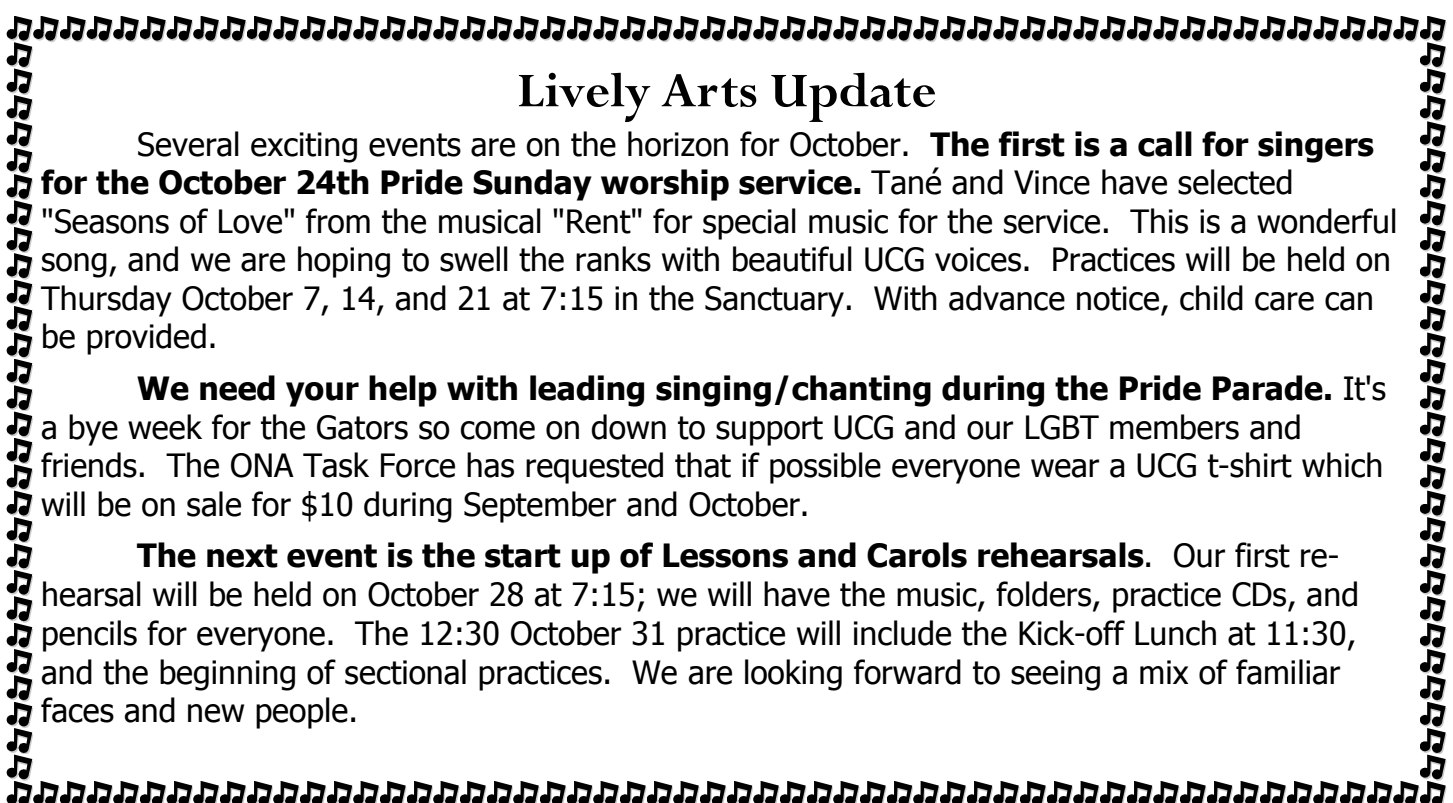 Lively Arts Update
Several exciting events are on the horizon for October.  The first is a call for singers
for the October 24th Pride Sunday worship service. Tané and Vince have selected
"Seasons of Love" from the musical "Rent" for special music for the service.  This is a wonderful
song, and we are hoping to swell the ranks with beautiful UCG voices.  Practices will be held on
Thursday October 7, 14, and 21 at 7:15 in the Sanctuary.  With advance notice, child care can
be provided.
We need your help with leading singing/chanting during the Pride Parade. It's
a bye week for the Gators so come on down to support UCG and our LGBT members and
friends.  The ONA Task Force has requested that if possible everyone wear a UCG t-shirt which
will be on sale for $10 during September and October.
The next event is the start up of Lessons and Carols rehearsals.  Our first re-
hearsal will be held on October 28 at 7:15; we will have the music, folders, practice CDs, and
pencils for everyone.  The 12:30 October 31 practice will include the Kick-off Lunch at 11:30,
and the beginning of sectional practices.  We are looking forward to seeing a mix of familiar
faces and new people.